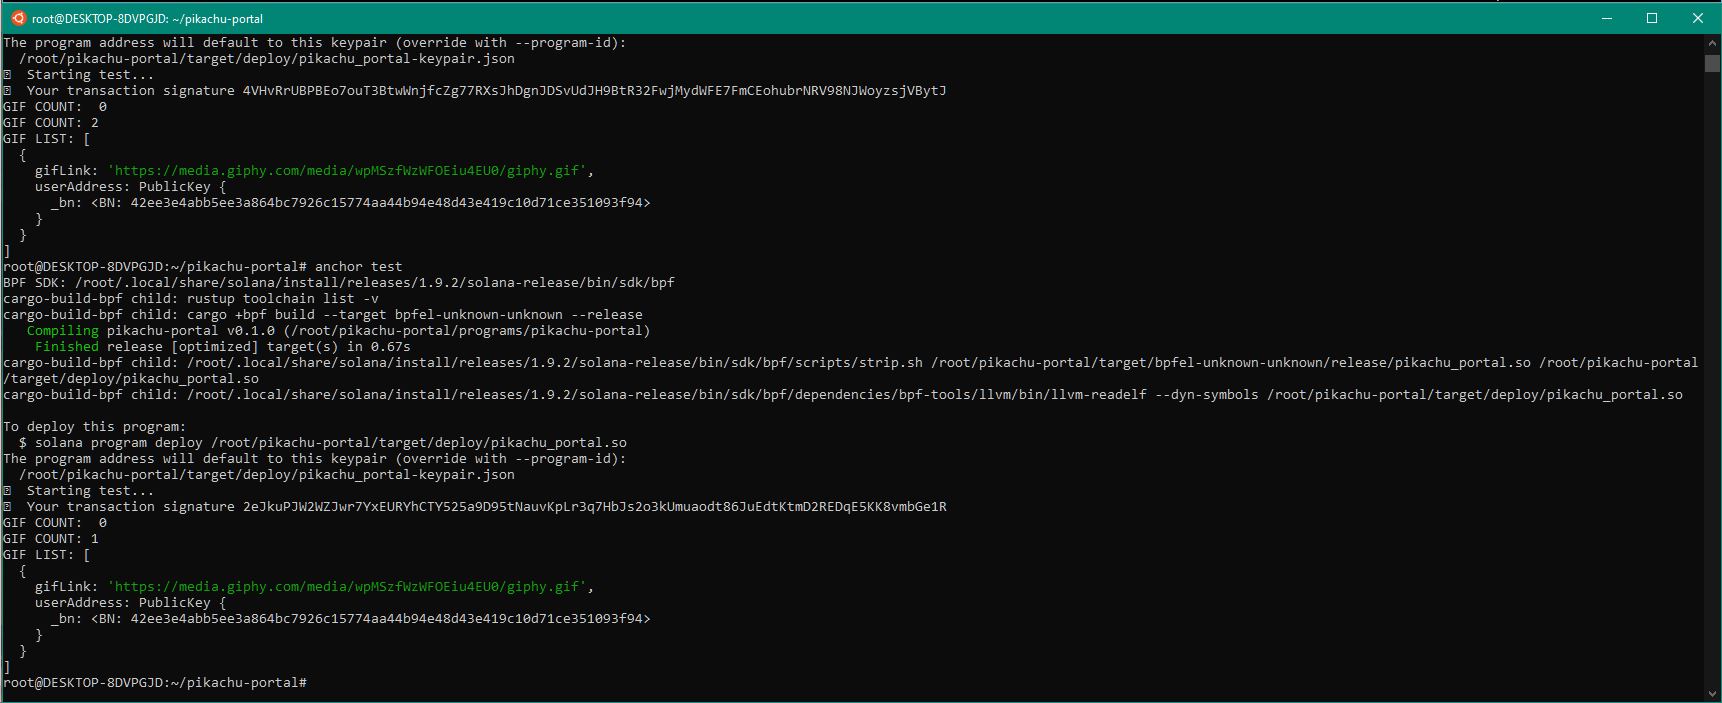 root@DESKTOP-8DVPGJD: ~/pikachu-portal
The program address will default to this keypair (override with --program-id):
  /root/pikachu-portal/target/deploy/pikachu_portal-keypair.json
  Starting test...
  Your transaction signature 4VHvRrUBPBEo7ouT3BtwWnjfcZg77RXsJhDgnJDSvUdJH9BtR32FwjMydWFE7FmCEohubrNRV98NJWoyzsjVBytJ
GIF COUNT:  0
GIF COUNT: 2
GIF LIST: [
  {
    gifLink: 'https://media.giphy.com/media/wpMSzfWzWFOEiu4EU0/giphy.gif',
    userAddress: PublicKey {
      _bn: <BN: 42ee3e4abb5ee3a864bc7926c15774aa44b94e48d43e419c10d71ce351093f94>
    }
  }
]
root@DESKTOP-8DVPGJD:~/pikachu-portal# anchor test
BPF SDK: /root/.local/share/solana/install/releases/1.9.2/solana-release/bin/sdk/bpf
cargo-build-bpf child: rustup toolchain list -v
cargo-build-bpf child: cargo +bpf build --target bpfel-unknown-unknown --release
   Compiling pikachu-portal v0.1.0 (/root/pikachu-portal/programs/pikachu-portal)
    Finished release [optimized] target(s) in 0.67s
cargo-build-bpf child: /root/.local/share/solana/install/releases/1.9.2/solana-release/bin/sdk/bpf/scripts/strip.sh /root/pikachu-portal/target/bpfel-unknown-unknown/release/pikachu_portal.so /root/pikachu-portal
/target/deploy/pikachu_portal.so
cargo-build-bpf child: /root/.local/share/solana/install/releases/1.9.2/solana-release/bin/sdk/bpf/dependencies/bpf-tools/llvm/bin/llvm-readelf --dyn-symbols /root/pikachu-portal/target/deploy/pikachu_portal.so
To deploy this program:
  $ solana program deploy /root/pikachu-portal/target/deploy/pikachu_portal.so
The program address will default to this keypair (override with --program-id):
  /root/pikachu-portal/target/deploy/pikachu_portal-keypair.json
  Starting test...
  Your transaction signature 2eJkuPJW2WZJwr7YxEURYhCTY525a9D95tNauvKpLr3q7HbJs2o3kUmuaodt86JuEdtKtmD2REDqE5KK8vmbGe1R
GIF COUNT:  0
GIF COUNT: 1
GIF LIST: [
  {
    gifLink: 'https://media.giphy.com/media/wpMSzfWzWFOEiu4EU0/giphy.gif',
    userAddress: PublicKey {
      _bn: <BN: 42ee3e4abb5ee3a864bc7926c15774aa44b94e48d43e419c10d71ce351093f94>
    }
  }
]
root@DESKTOP-8DVPGJD:~/pikachu-portal#